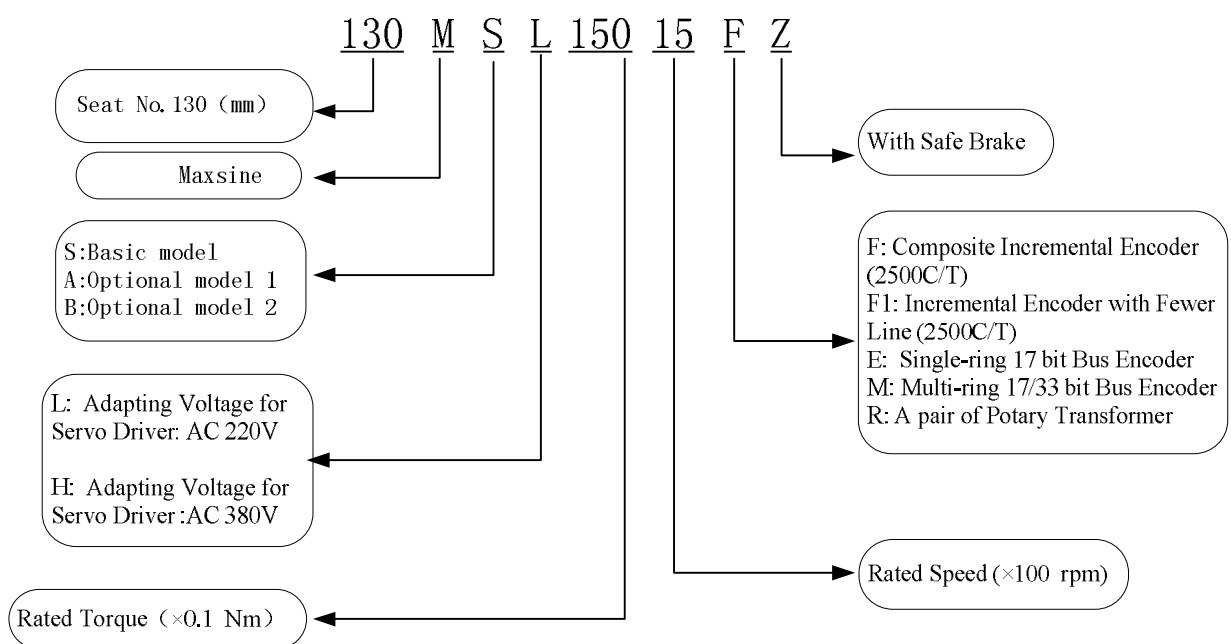 130 M S L 150 15 F Z
Seat No.130（mm）
Maxsine
S:Basic model
A:Optional model 1
B:Optional model 2
L: Adapting Voltage for
Servo Driver: AC 220V
H: Adapting Voltage for
Servo Driver :AC 380V
Rated Torque（×0.1 Nm）
With Safe Brake
F: Composite Incremental Encoder
(2500C/T)
F1: Incremental Encoder with Fewer
Line (2500C/T)
E: Single-ring 17 bit Bus Encoder
M: Multi-ring 17/33 bit Bus Encoder
R: A pair of Potary Transformer
Rated Speed (×100 rpm)